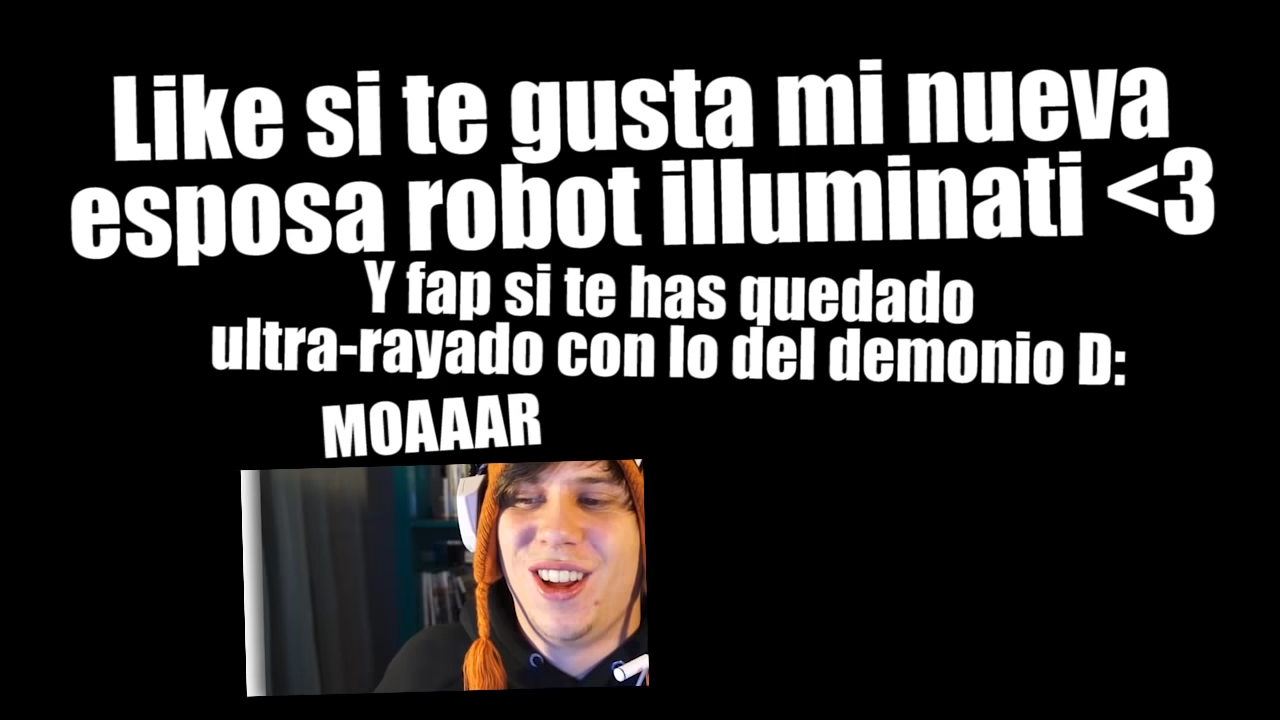 Like si te gusta mi nueva
esposa robot illuminati <3
Y fap si te has quedado
ultra-rayado con lo del demonio D:
MOAAAR